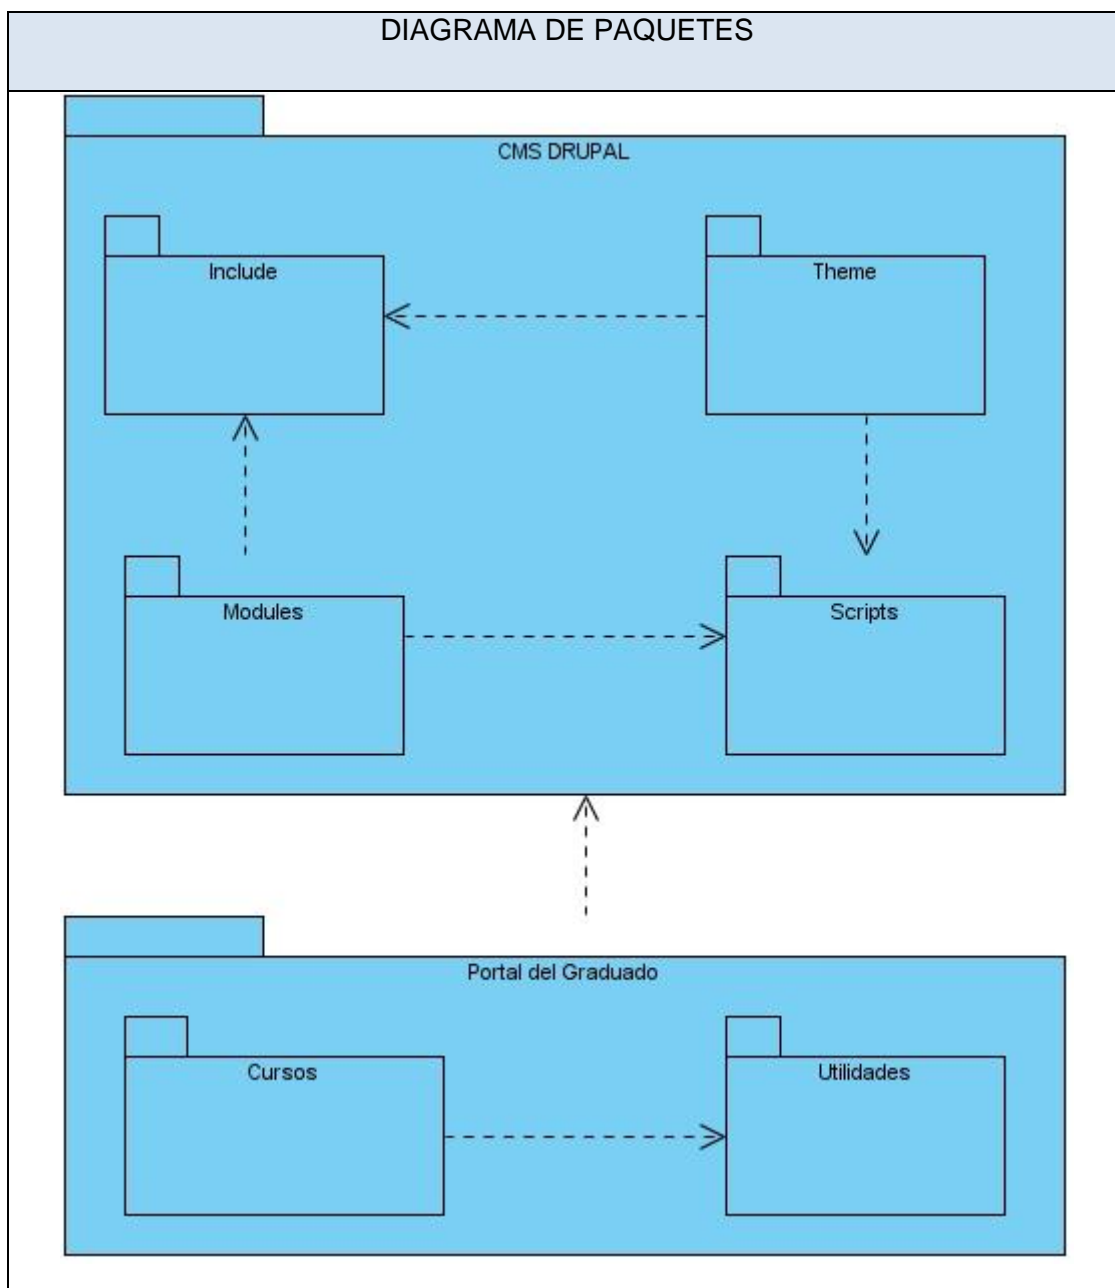 DIAGRAMA DE PAQUETES
CMS DRUPAL
Include
Theme
Modules
Scripts
Portal del Graduado
Cursos
Utilidades